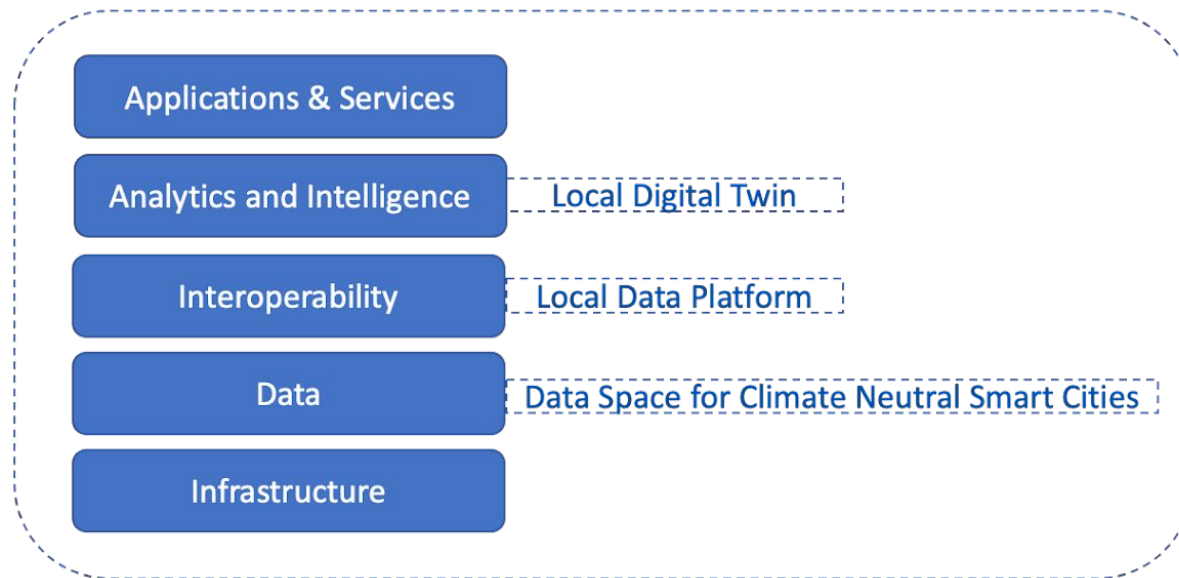 Applications & Services
Analytics and Intelligence
Local Digital Twin
Interoperability
Local Data Platform
Data
Data Space for Climate Neutral Smart Cities
Infrastructure